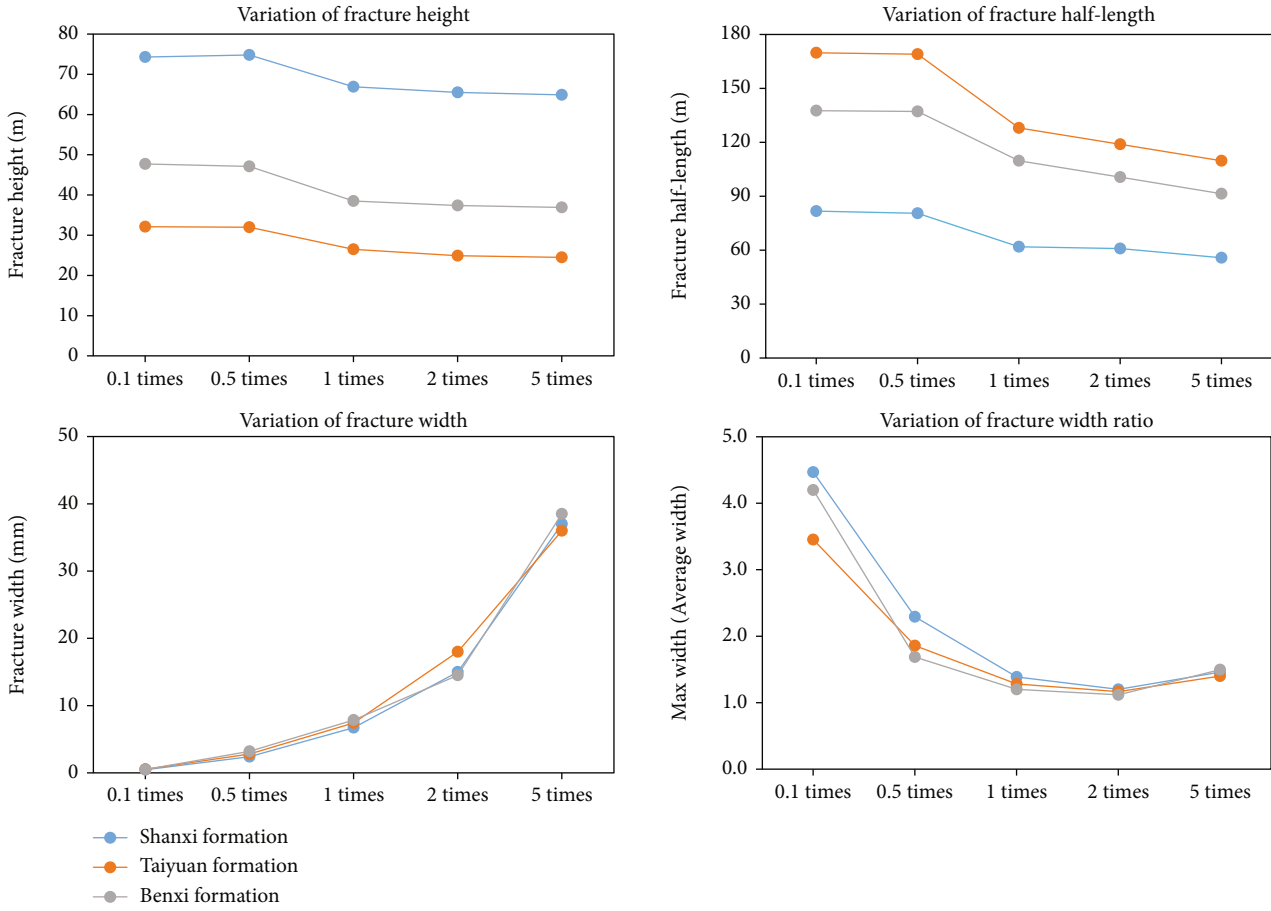 Variation of fracture height
Fracture height (m)
80
70
60
50
40
30
20
10
0
0.1 times 0.5 times 1 times 2 times 5 times
Variation of fracture half-length
Fracture half-length (m)
180
150
120
90
60
30
0
0.1 times 0.5 times 1 times 2 times 5 times
Variation of fracture width
Fracture width (mm)
50
40
30
20
10
0
0.1 times 0.5 times 1 times 2 times 5 times
Variation of fracture width ratio
Max width (Average width)
5.0
4.0
3.0
2.0
1.0
0.0
0.1 times 0.5 times 1 times 2 times 5 times
Shanxi formation
Taiyuan formation
Benxi formation